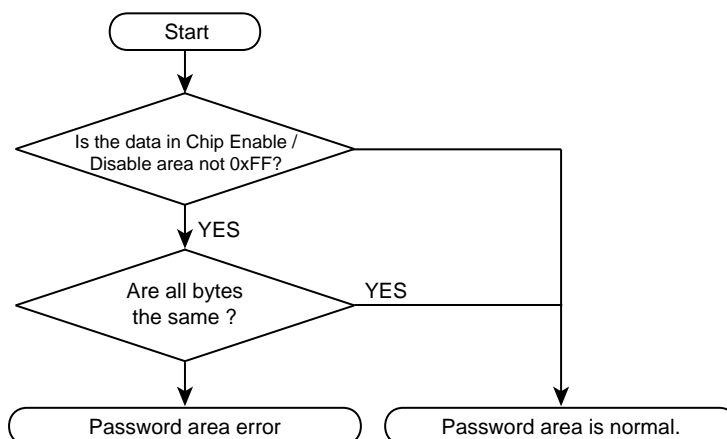 Start
Is the data in Chip Enable /
Disable area not 0xFF?
YES
Are all bytes
the same ?
YES
Password area error
Password area is normal.